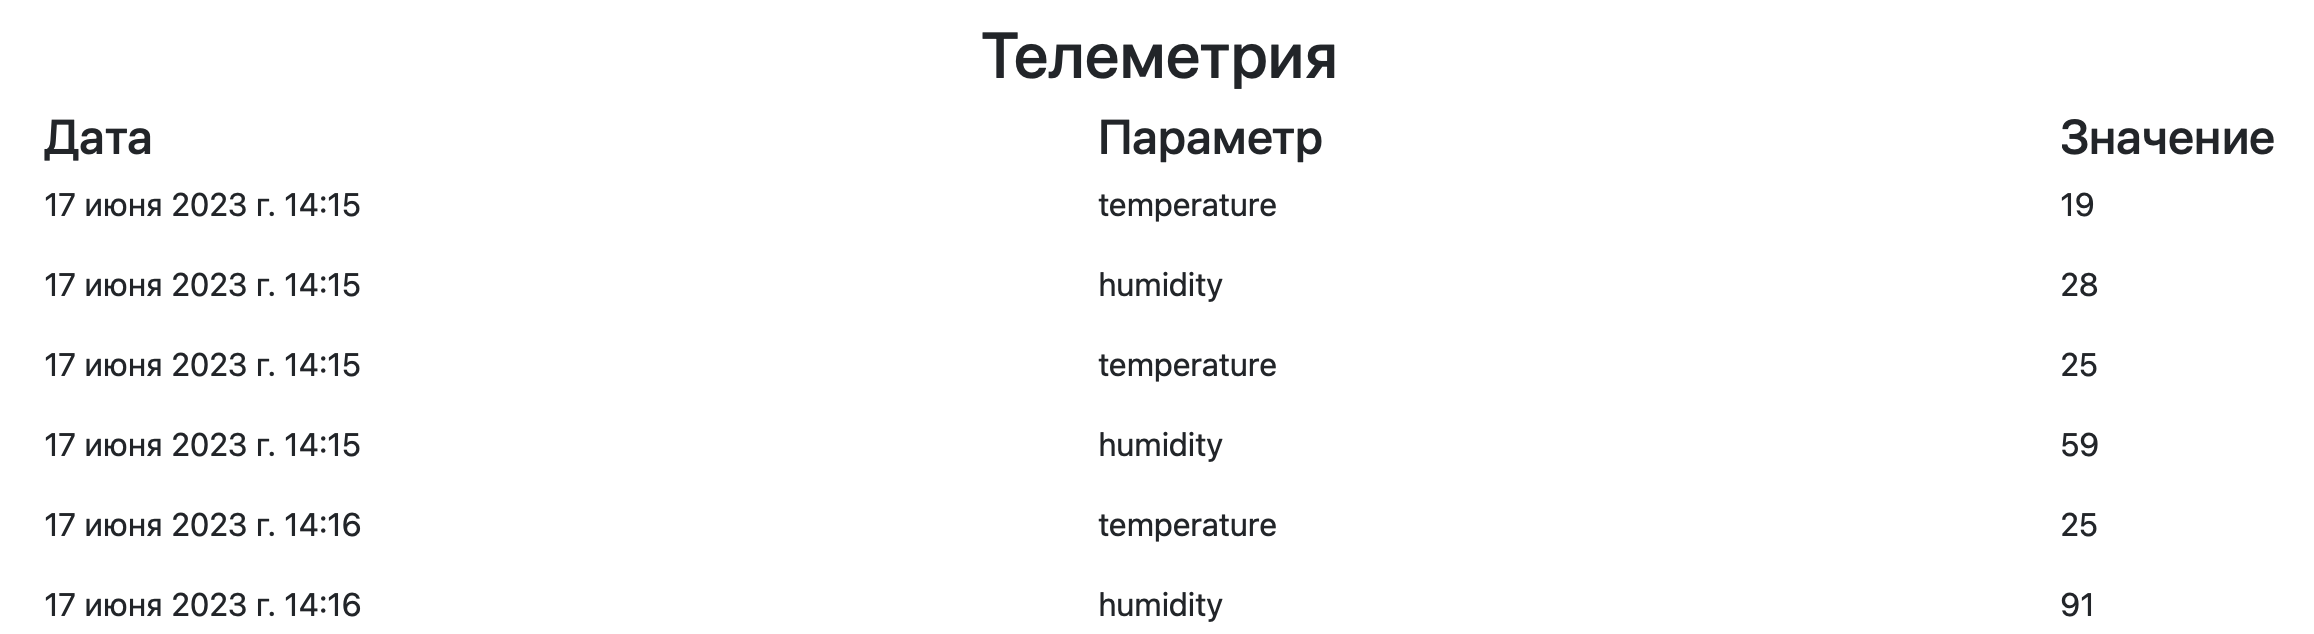 Телеметрия
Дата Параметр Значение
17 июня 2023 г. 14:15 temperature 19
17 июня 2023 г. 14:15 humidity 28
17 июня 2023 г. 14:15 temperature 25
17 июня 2023 г. 14:15 humidity 59
17 июня 2023 г. 14:16 temperature 25
17 июня 2023 г. 14:16 humidity 91